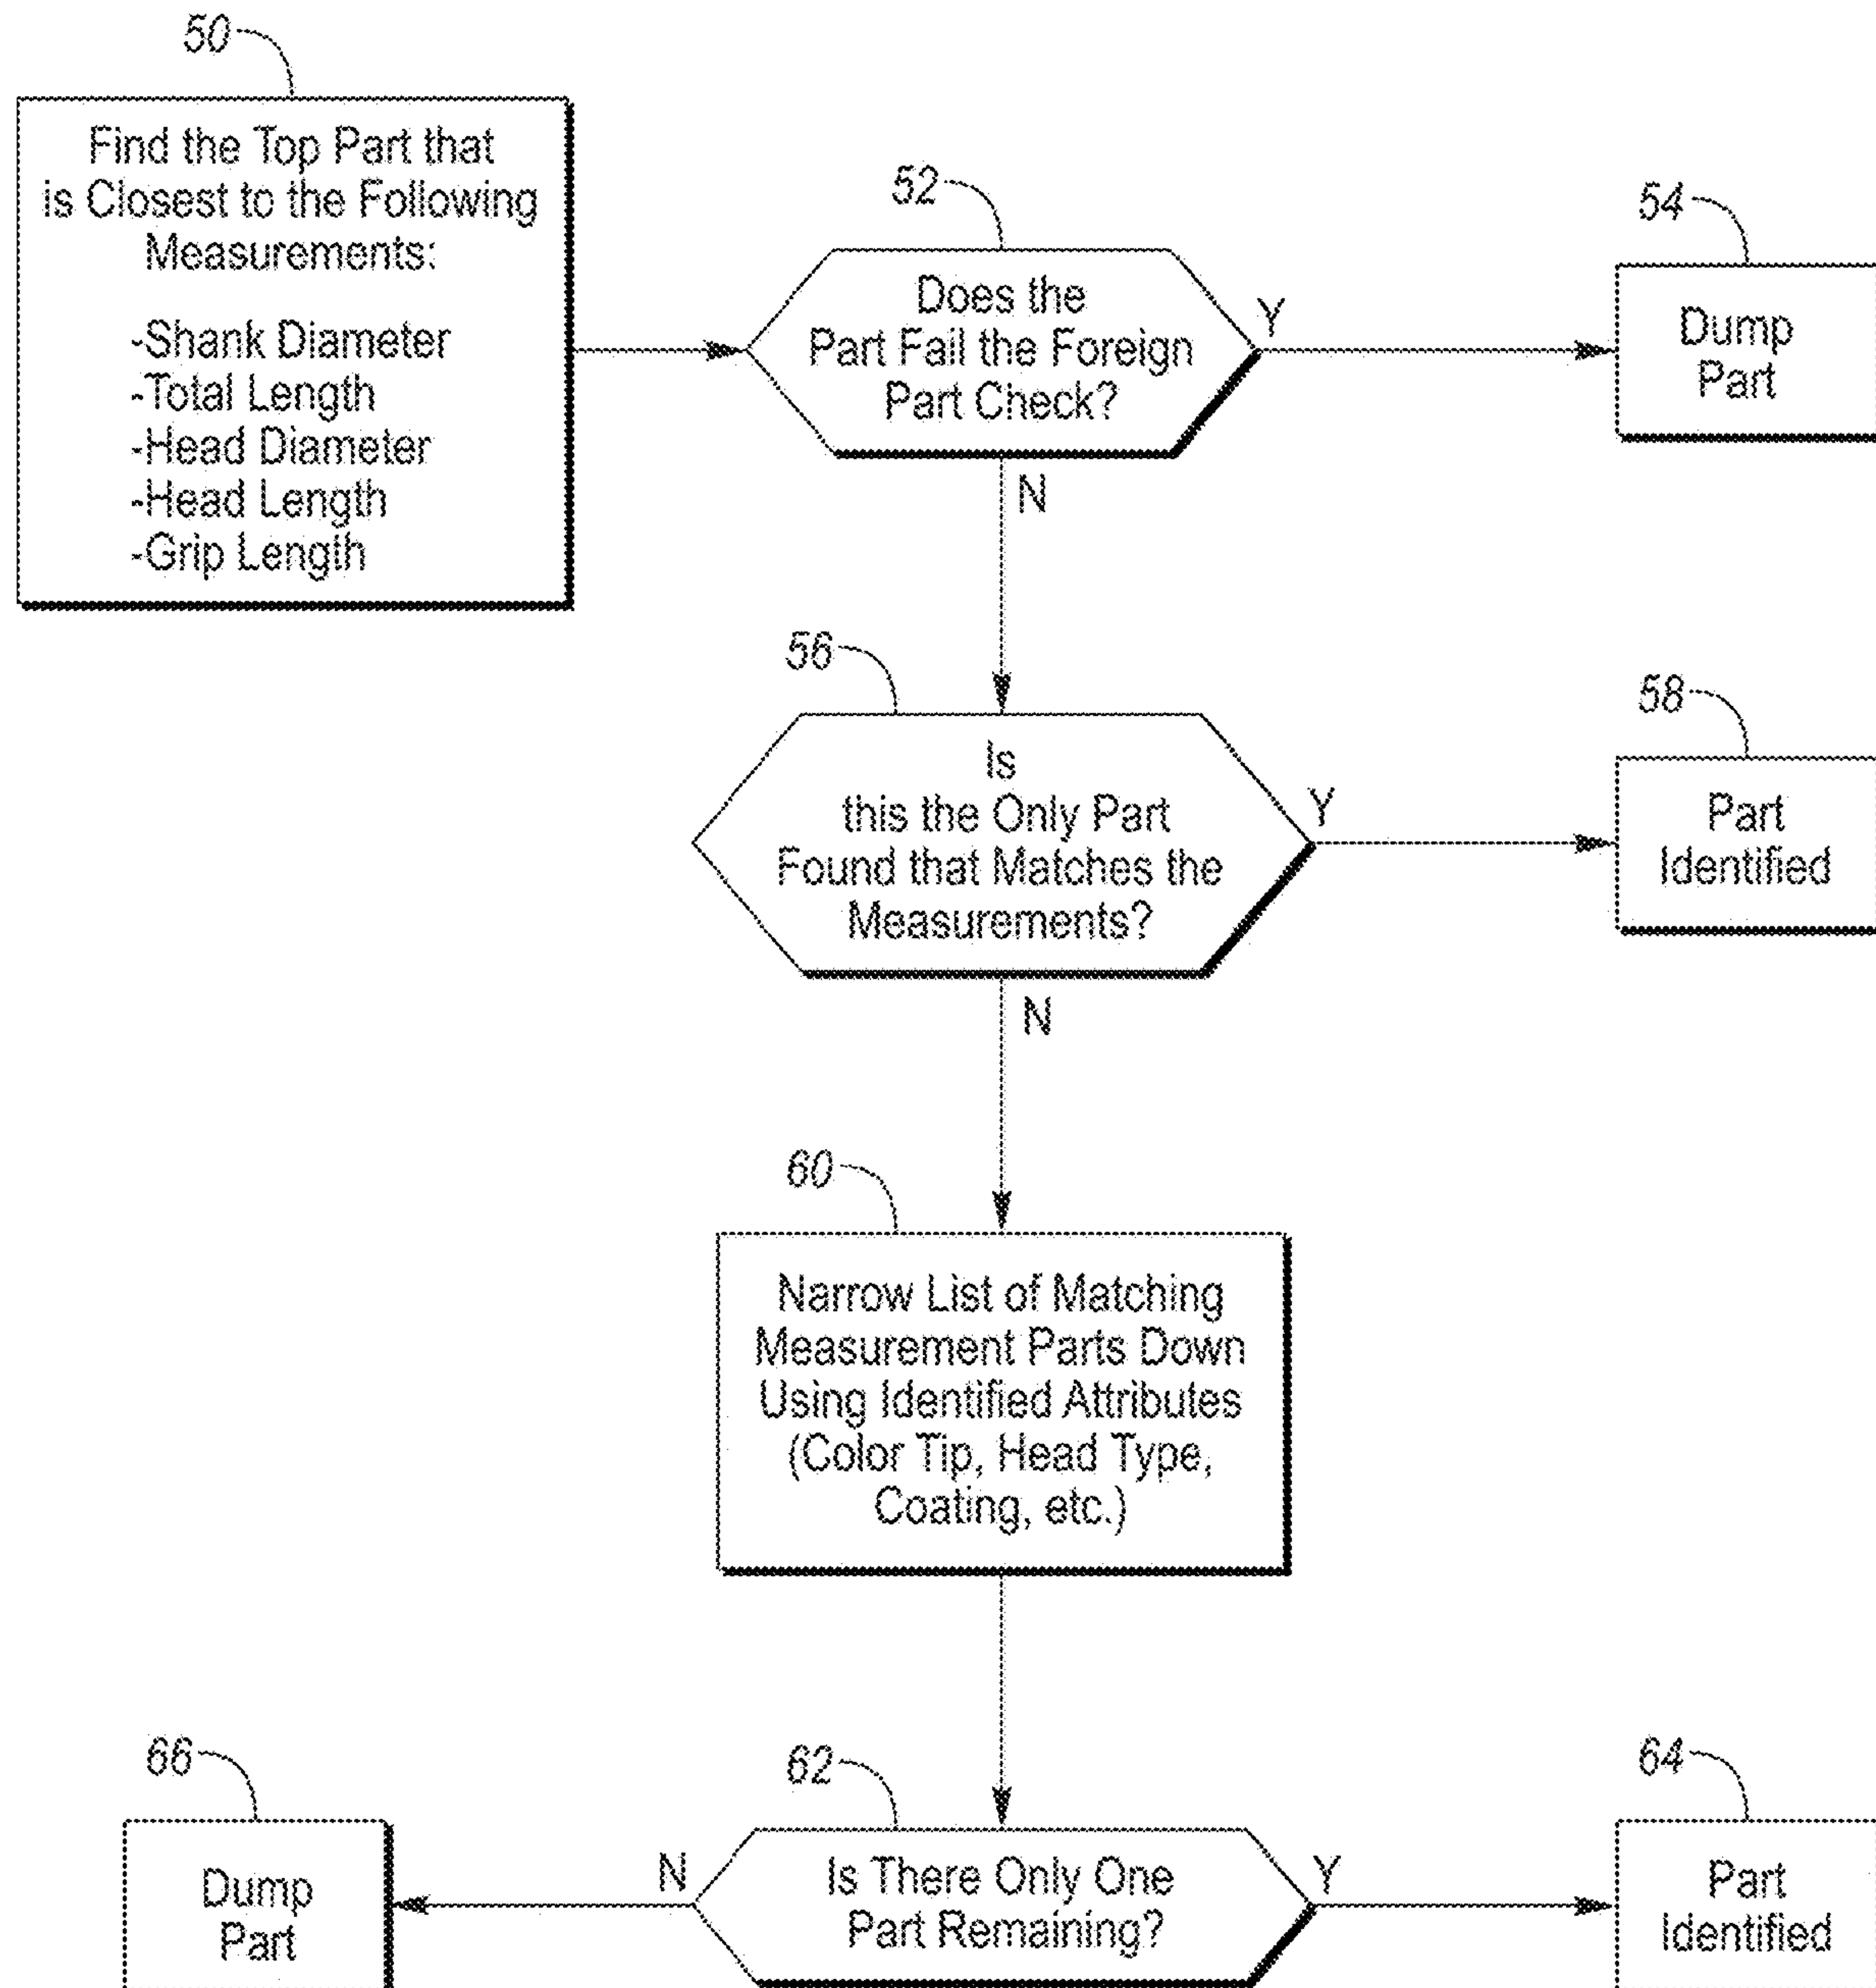 50
Find the Top Part that
is Closest to the Following
Measurements:
-Shank Diameter
-Total Length
-Head Diameter
-Head Length
-Grip Length
52
Does the
Part Fail the Foreign
Part Check?
Y
N
54
Dump
Part
56
Is
this the Only Part
Found that Matches the
Measurements?
Y
N
58
Part
Identified
60
Narrow List of Matching
Measurement Parts Down
Using Identified Attributes
(Color Tip, Head Type,
Coating, etc.)
66
Dump
Part
62
N
Is There Only One
Part Remaining?
Y
64
Part
Identified